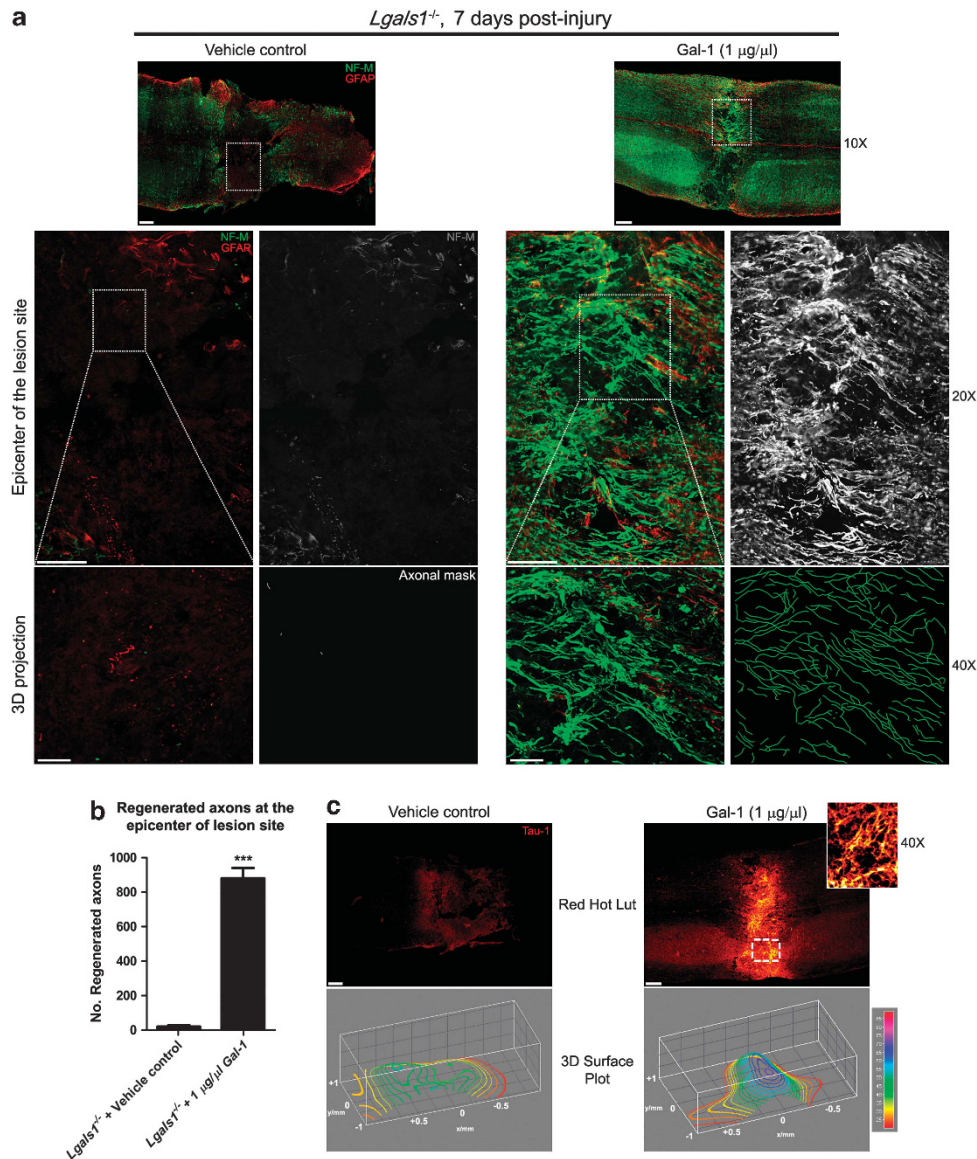 a
Lgals1-/-, 7 days post-injury
Vehicle control
Gal-1 (1 µg/µl)
NF-M
GFAP
10X
Epicenter of the lesion site
NF-M
GFAR
NF-M
20X
3D projection
Axonal mask
40X
b
Regenerated axons at the
epicenter of lesion site
No. Regenerated axons
1000
800
600
400
200
0
***
Lgals1-/- + Vehicle control
Lgals1-/- + 1 µg/µl Gal-1
c
Vehicle control
Gal-1 (1 µg/µl)
Tau-1
40X
Red Hot Lut
3D Surface
Plot
+1
y/mm
0
-1
+0.5
0
x/mm
-0.5
+1
y/mm
0
-1
+0.5
0
x/mm
-0.5